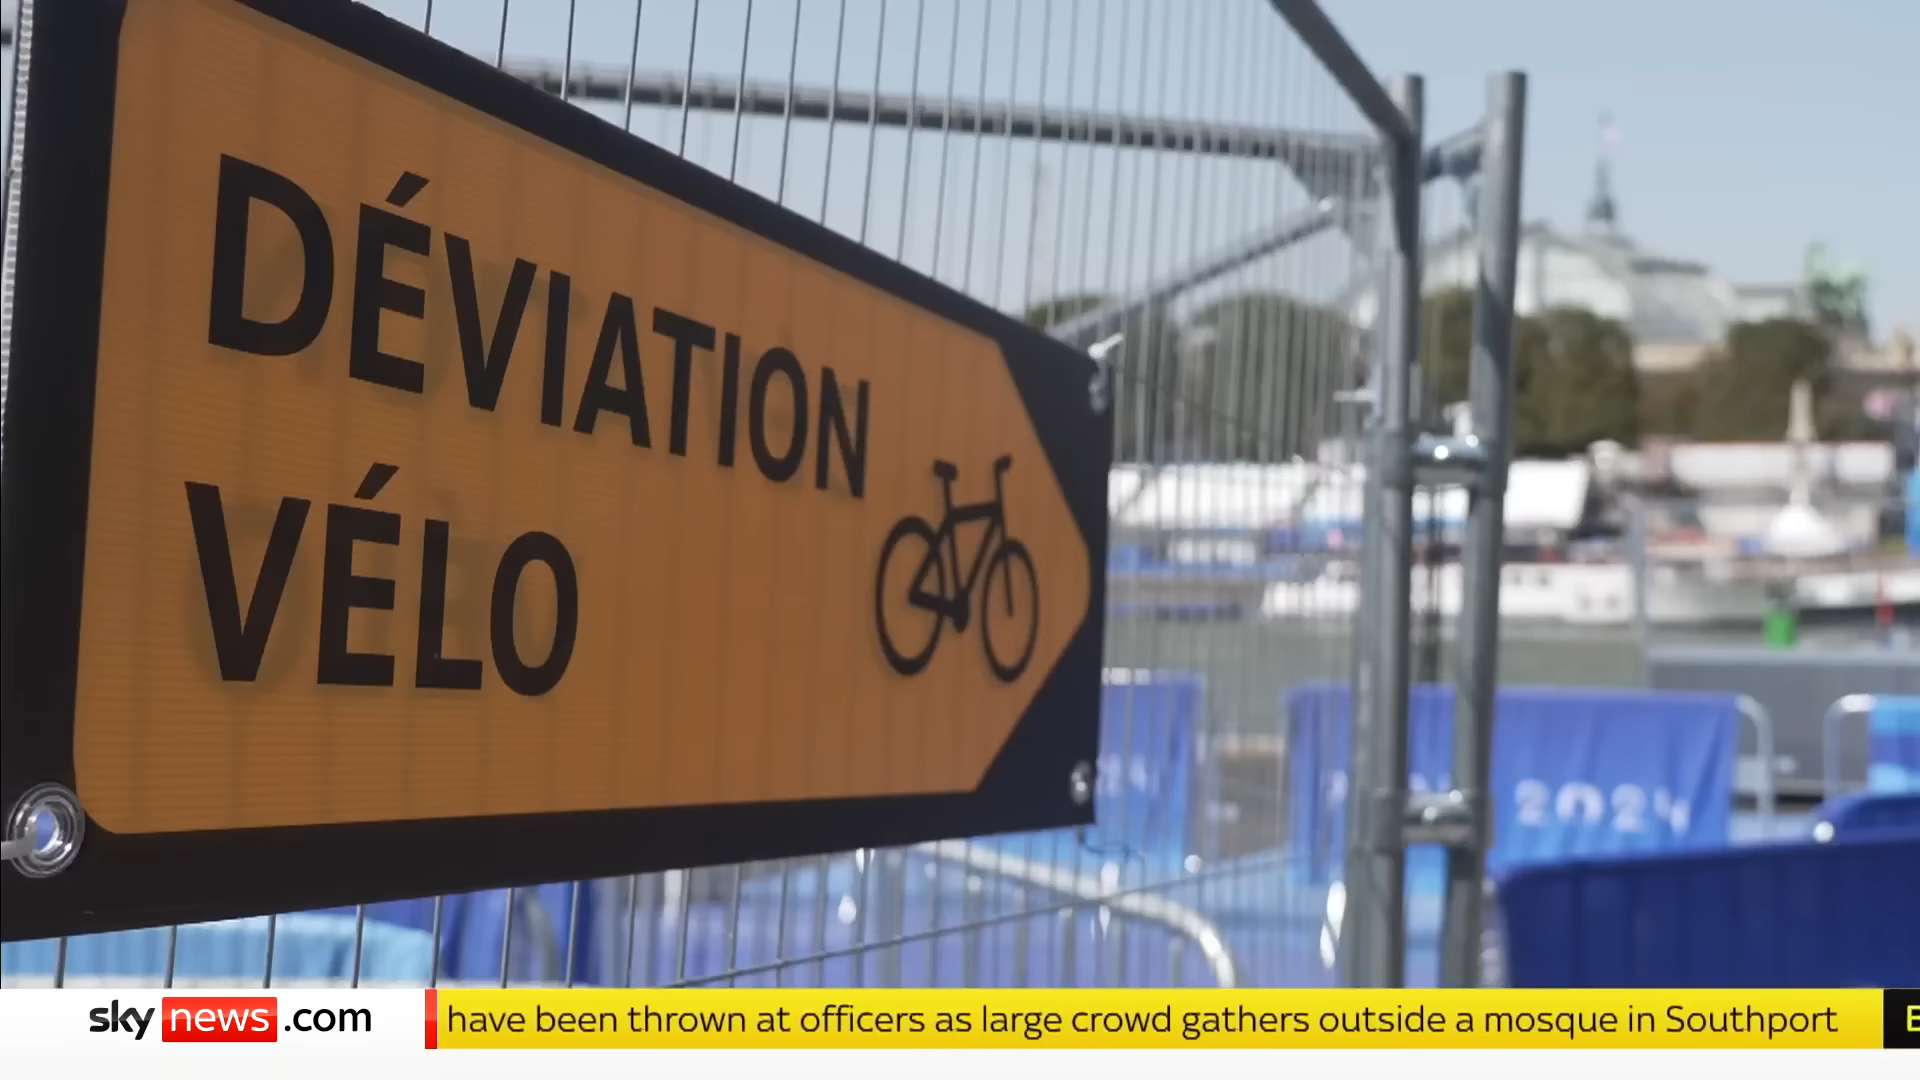 DÉVIATION
VÉLO
2024
sky news.com
have been thrown at officers as large crowd gathers outside a mosque in Southport